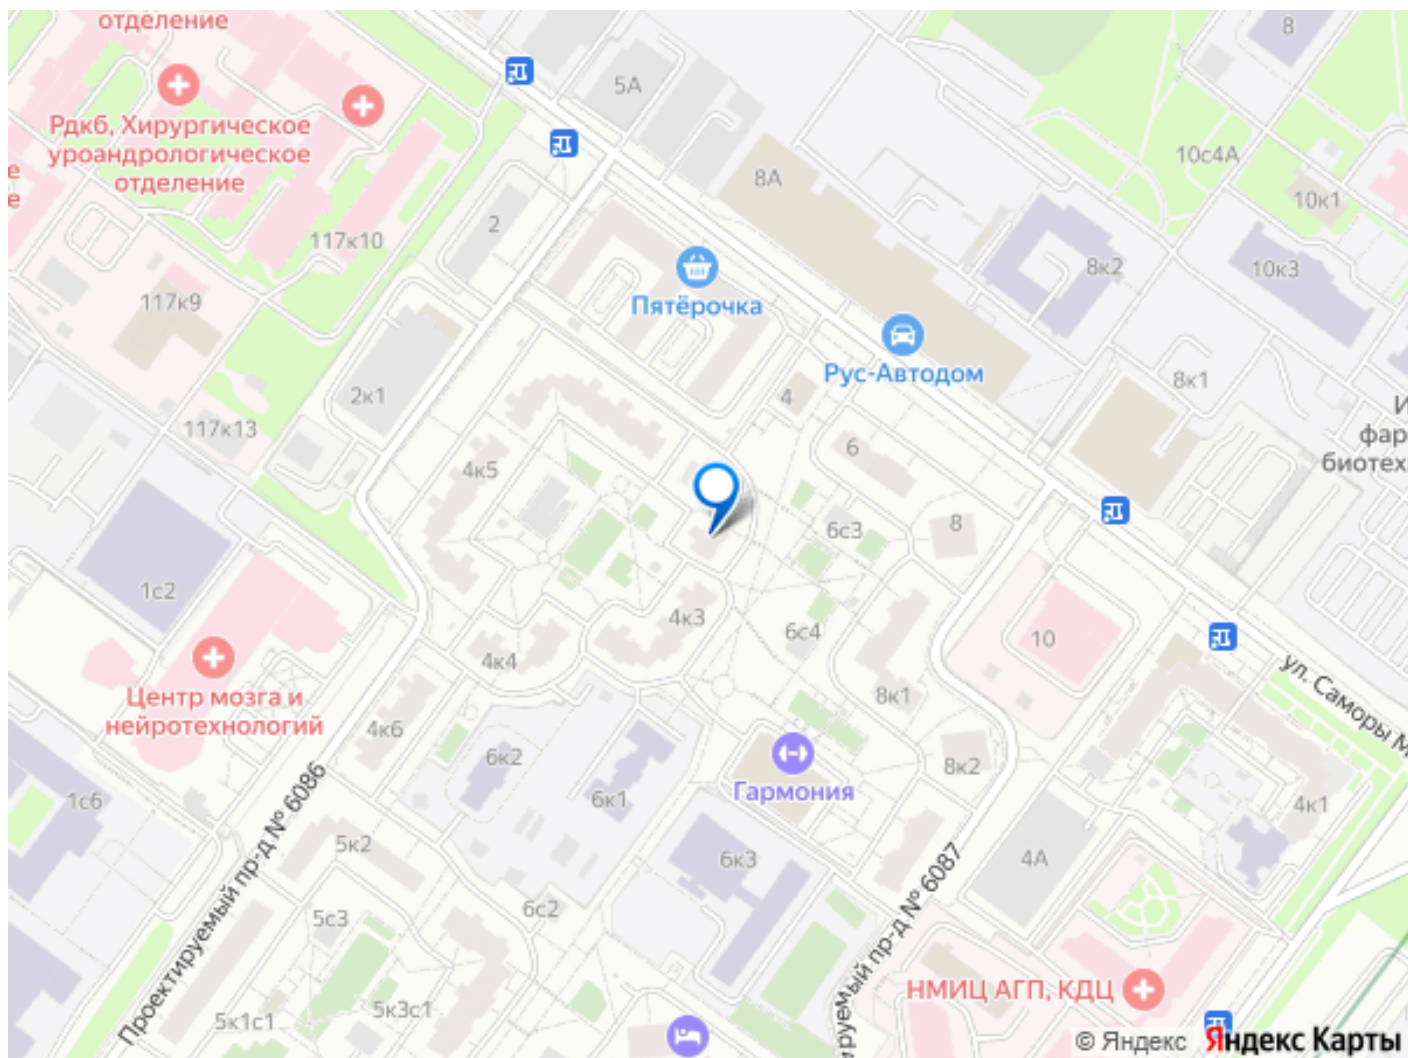 отделение
5А
8
Рдкб, Хирургическое
уроандрологическое
отделение
е
е
10с4А
8А
10к1
2
117к10
8к2
10к3
117к9
Пятёрочка
Рус-Автодом
8к1
2к1
4
И
фар
биотех
117к13
6
4к5
8
6с3
1с2
4к3
6с4
10
4к4
ул. Саморы М
Центр мозга и
нейротехнологий
8к1
4к6
6к2
8к2
Гармония
1с6
6к1
4к1
5к2
6к3
4А
Проектируемый пр-д № 6086
5с3
6с2
ируемый пр-д № 6087
НМИЦ АГП, КДЦ
5к3с1
5к1с1
© Яндекс Яндекс Карты